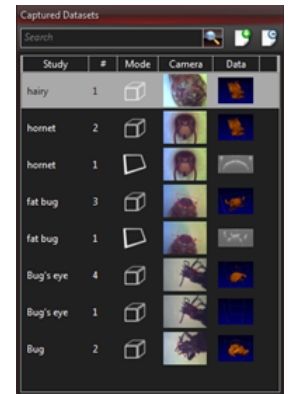 Captured Datasets
Search
Study # Mode Camera Data
hairy 1
hornet 2
hornet 1
fat bug 3
fat bug 1
Bug's eye 4
Bug's eye 1
Bug 2